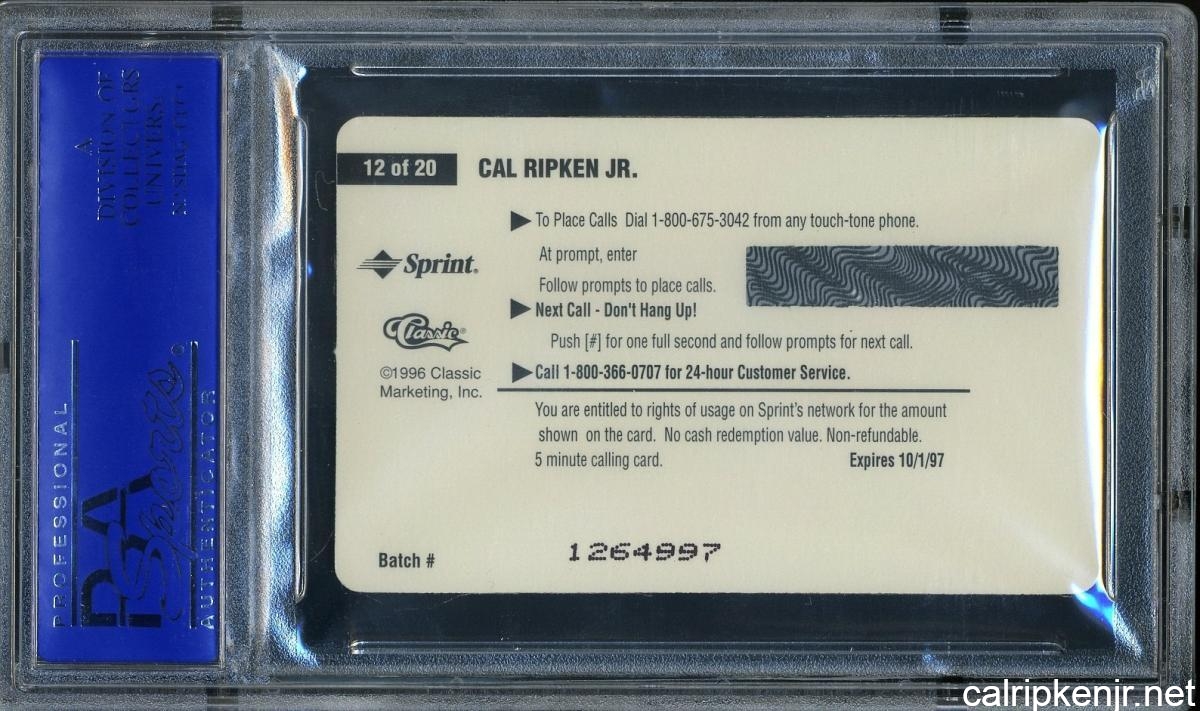 A
DIVISION OF
COLLECTORS
UNIVERSE
NASDAQ: CLCT
PROFESSIONAL
PSA
Sports
AUTHENTICATOR
12 of 20
CAL RIPKEN JR.
▶ To Place Calls Dial 1-800-675-3042 from any touch-tone phone.
At prompt, enter
Follow prompts to place calls.
▶ Next Call - Don't Hang Up!
Push [#] for one full second and follow prompts for next call.
▶ Call 1-800-366-0707 for 24-hour Customer Service.
Sprint®
Classic®
©1996 Classic
Marketing, Inc.
You are entitled to rights of usage on Sprint's network for the amount
shown on the card. No cash redemption value. Non-refundable.
5 minute calling card. Expires 10/1/97
Batch # 1264997
calripkenjr.net